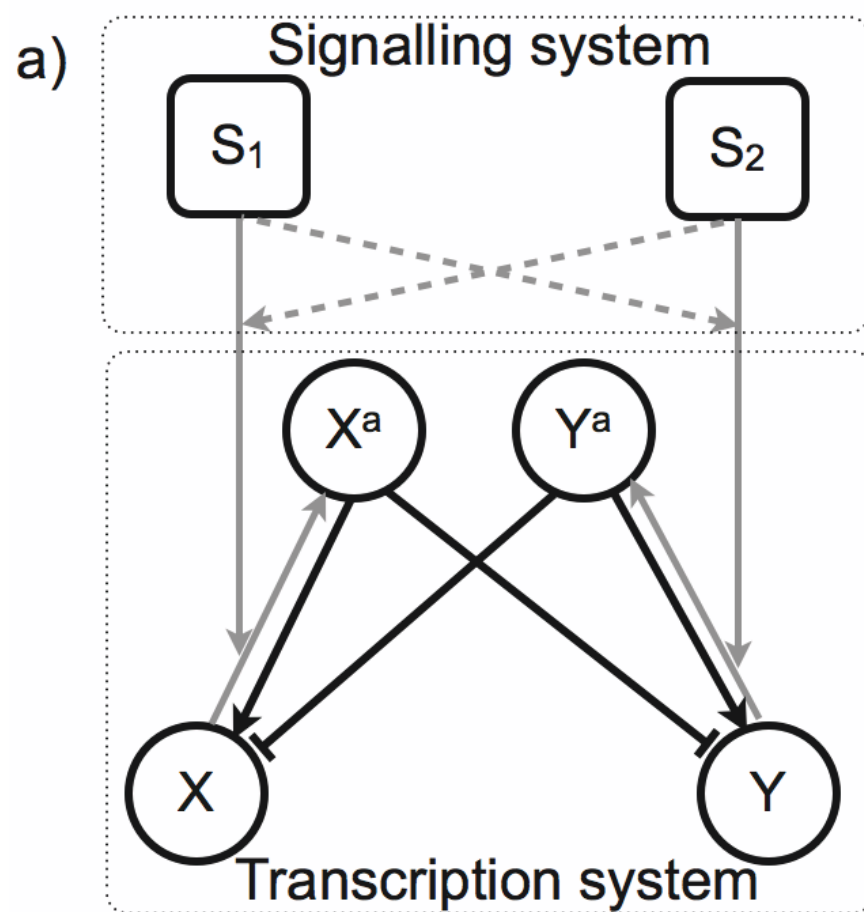 a)
Signalling system
S₁
S₂
Xᵃ
Yᵃ
X
Y
Transcription system